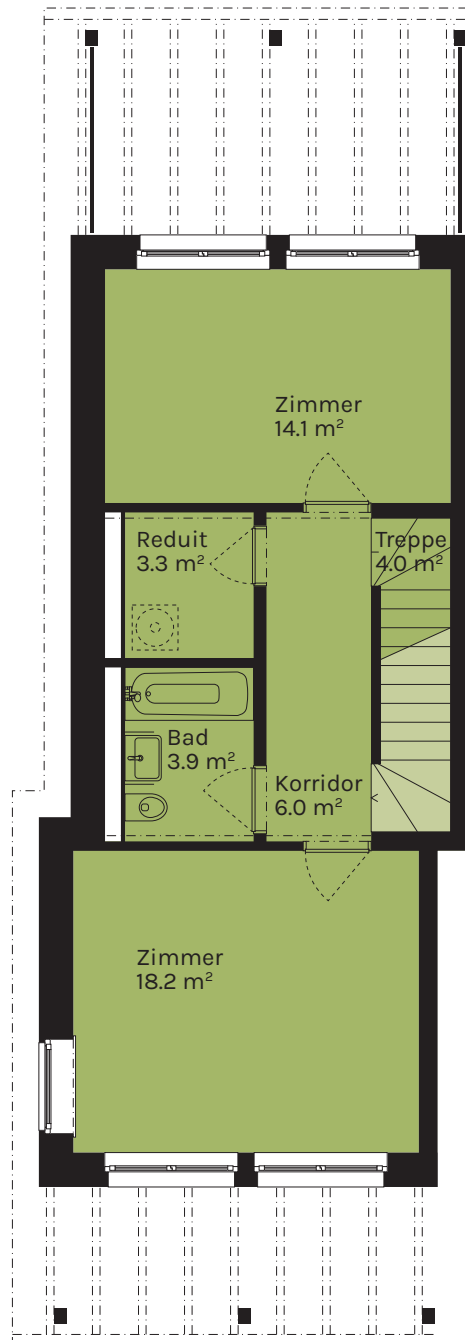 Zimmer
14.1 m²
Reduit
3.3 m²
Treppe
4.0 m²
Bad
3.9 m²
Korridor
6.0 m²
Zimmer
18.2 m²